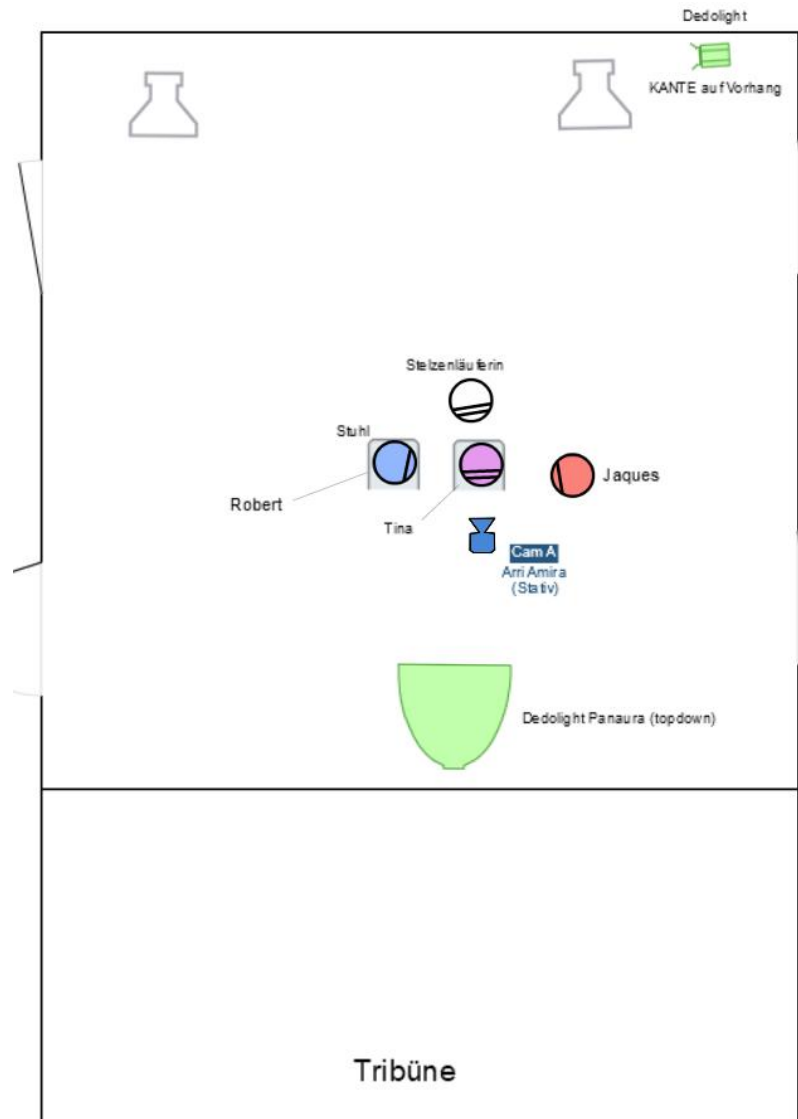 Dedolight
KANTE auf Vorhang
Stelzenläuferin
Stuhl
Robert
Jaques
Tina
Cam A
Arri Amira
(Stativ)
Dedolight Panaura (topdown)
Tribüne